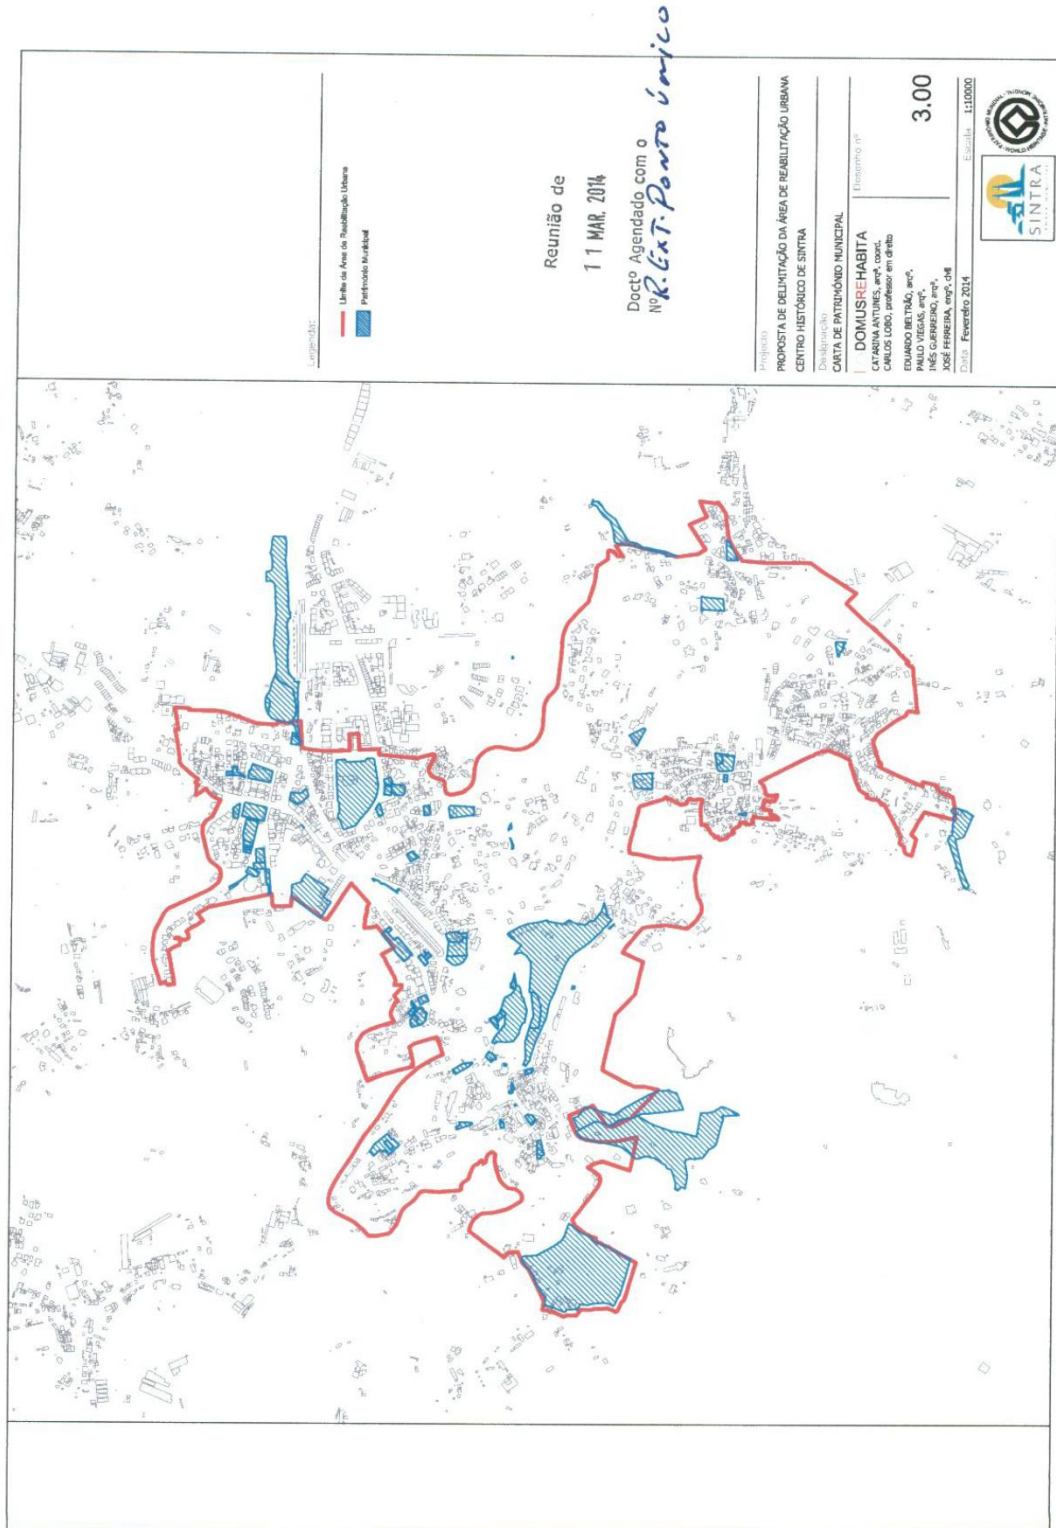 Legenda:
Limite da Área de Reabilitação Urbana
Património Municipal
Reunião de
11 MAR. 2014
Doctº Agendado com o
Nº R. EXT. PONTO Único
Projecto
PROPOSTA DE DELIMITAÇÃO DA ÁREA DE REABILITAÇÃO URBANA
CENTRO HISTÓRICO DE SINTRA
Designação
CARTA DE PATRIMÓNIO MUNICIPAL
DOMUSREHABITA
CATARINA ANTUNES, arqª. coord.
CARLOS LOBO, professor em direito
EDUARDO BELTRÃO, arqº.
PAULO VIEGAS, arqº.
INÊS GUERREIRO, arqª.
JOSÉ FERREIRA, engº. civil
Desenho nº
3.00
Data Fevereiro 2014
Escala 1:10000
SINTRA